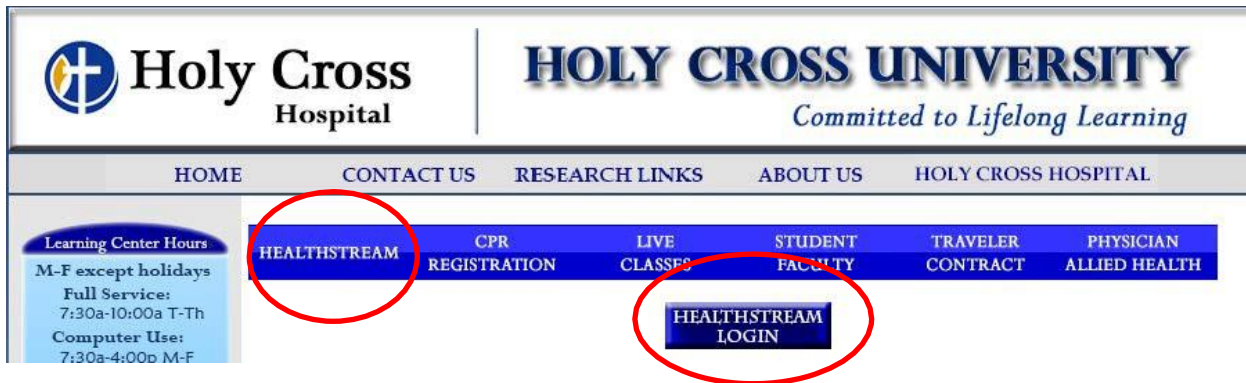 Holy Cross
Hospital
HOLY CROSS UNIVERSITY
Committed to Lifelong Learning
HOME CONTACT US RESEARCH LINKS ABOUT US HOLY CROSS HOSPITAL
Learning Center Hours
M-F except holidays
Full Service:
7:30a-10:00a T-Th
Computer Use:
7:30a-4:00p M-F
HEALTHSTREAM
CPR
REGISTRATION
LIVE
CLASSES
STUDENT
FACULTY
TRAVELER
CONTRACT
PHYSICIAN
ALLIED HEALTH
HEALTHSTREAM
LOGIN